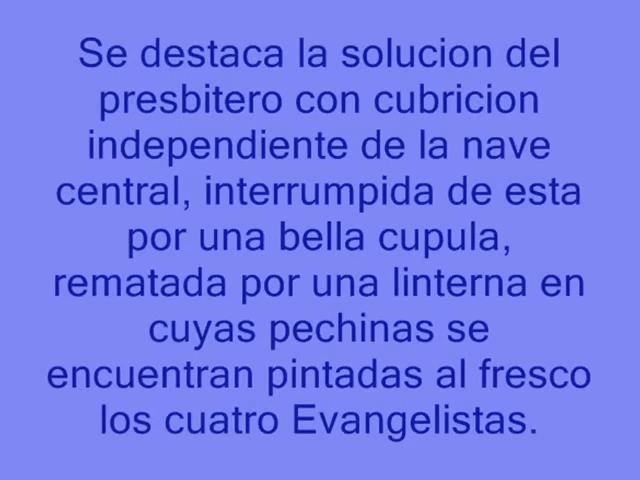 Se destaca la solucion del
presbitero con cubricion
independiente de la nave
central, interrumpida de esta
por una bella cupula,
rematada por una linterna en
cuyas pechinas se
encuentran pintadas al fresco
los cuatro Evangelistas.